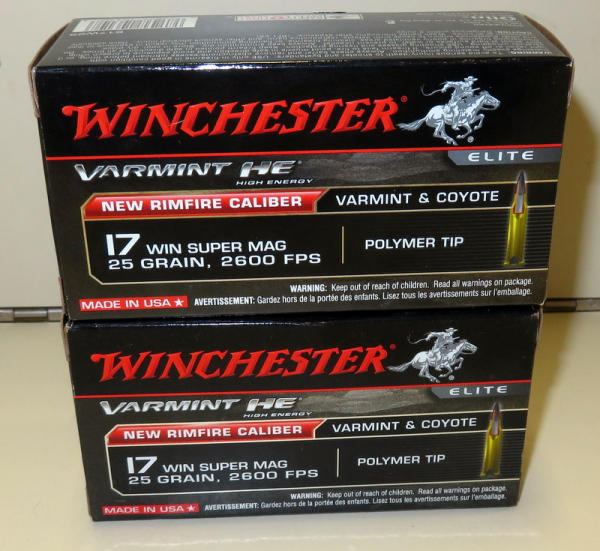 WINCHESTER®
ELITE
VARMINT HE®
HIGH ENERGY
NEW RIMFIRE CALIBER
VARMINT & COYOTE
17 WIN SUPER MAG
25 GRAIN, 2600 FPS
POLYMER TIP
WARNING: Keep out of reach of children. Read all warnings on package.
MADE IN USA ★ AVERTISSEMENT: Gardez hors de la portée des enfants. Lisez tous les avertissements sur l'emballage.
WINCHESTER®
ELITE
VARMINT HE®
HIGH ENERGY
NEW RIMFIRE CALIBER
VARMINT & COYOTE
17 WIN SUPER MAG
25 GRAIN, 2600 FPS
POLYMER TIP
WARNING: Keep out of reach of children. Read all warnings on package.
MADE IN USA ★ AVERTISSEMENT: Gardez hors de la portée des enfants. Lisez tous les avertissements sur l'emballage.